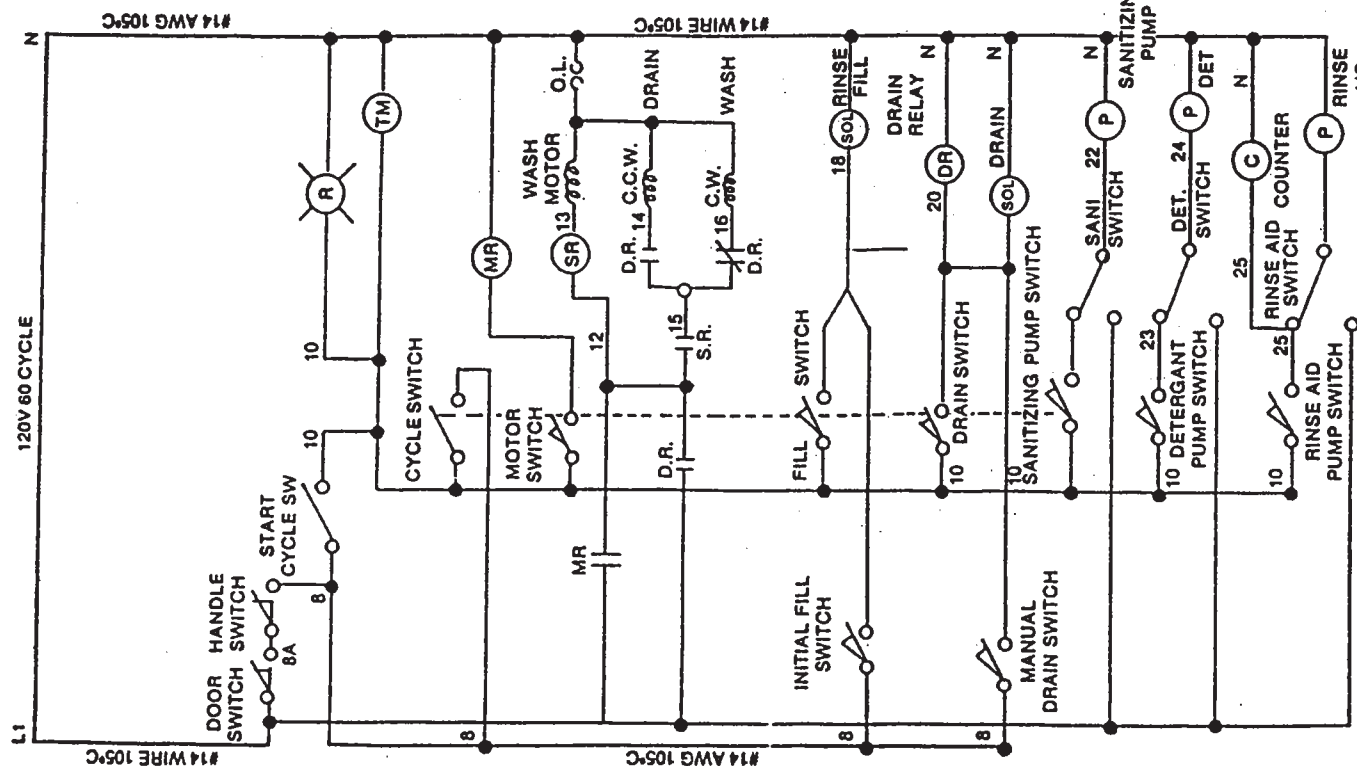 120V 60 CYCLE
L1
N
#14 WIRE 105°C
#14 AWG 105°C
#14 AWG 105°C
#14 WIRE 105°C
DOOR
SWITCH
HANDLE
SWITCH
8A
START
CYCLE SW
8
10
10
R
TM
CYCLE SWITCH
8
MR
MOTOR
SWITCH
WASH
MOTOR
SR
13
O.L.
MR
12
D.R.
14
C.C.W.
DRAIN
D.R.
15
S.R.
16
C.W.
WASH
D.R.
FILL
SWITCH
18
SOL
RINSE
FILL
INITIAL FILL
SWITCH
8
DRAIN
RELAY
20
DR
N
10
DRAIN SWITCH
DRAIN
SOL
N
10
MANUAL
DRAIN SWITCH
8
SANITIZING PUMP SWITCH
SANI
SWITCH
22
P
N
SANITIZIN
PUMP
10
DETERGANT
PUMP SWITCH
23
DET.
SWITCH
24
P
DET
N
COUNTER
C
25
RINSE AID
SWITCH
25
10
RINSE AID
PUMP SWITCH
P
RINSE